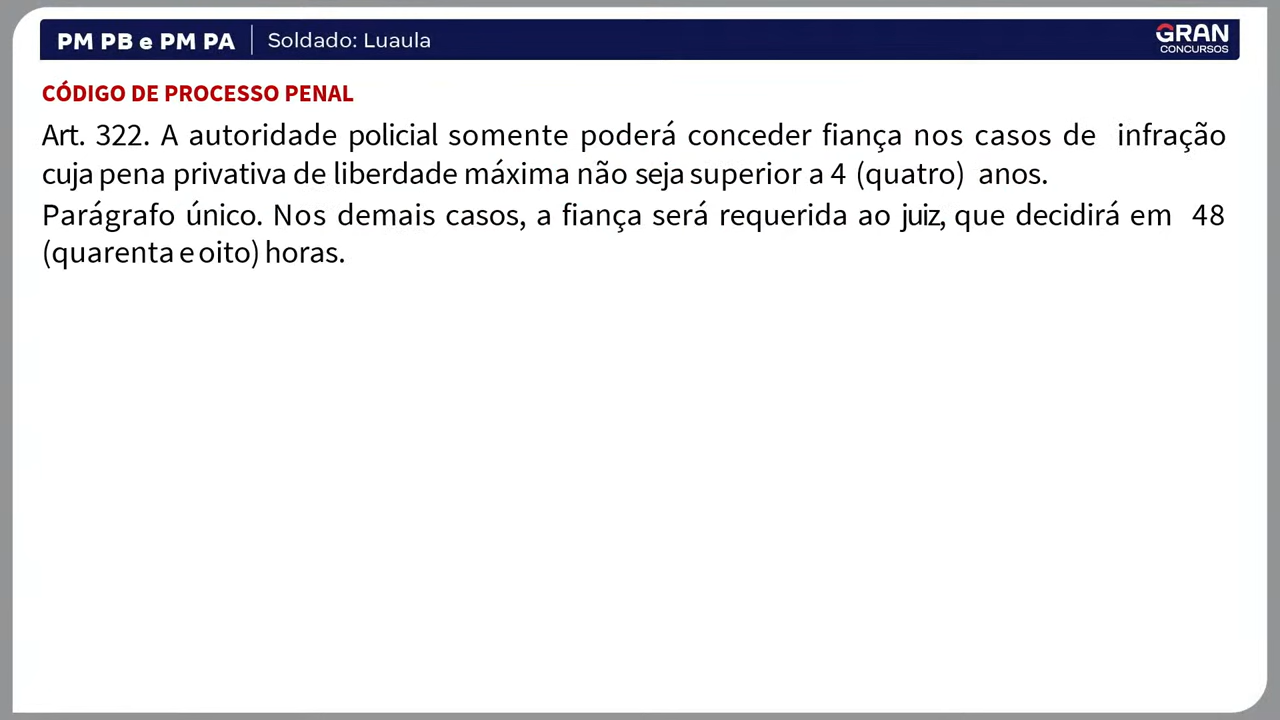 PM PB e PM PA | Soldado: Luaula
GRAN
CONCURSOS
CÓDIGO DE PROCESSO PENAL
Art. 322. A autoridade policial somente poderá conceder fiança nos casos de infração
cuja pena privativa de liberdade máxima não seja superior a 4 (quatro) anos.
Parágrafo único. Nos demais casos, a fiança será requerida ao juiz, que decidirá em 48
(quarenta e oito) horas.